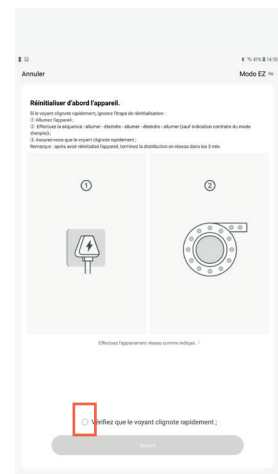 41% 14:10
Annuler Modo EZ
Réinitialiser d'abord l'appareil.
Si le voyant clignote rapidement, ignorez l'étape de réinitialisation :
① Allumez l'appareil ;
② Effectuez la séquence : allumer - éteindre - allumer - éteindre - allumer (sauf indication contraire du mode
d'emploi) ;
③ Assurez-vous que le voyant clignote rapidement ;
Remarque : après avoir réinitialisé l'appareil, terminez la distribution en réseau dans les 3 min.
① ②
Effectuez l'appairement réseau comme indiqué.
Vérifiez que le voyant clignote rapidement ;